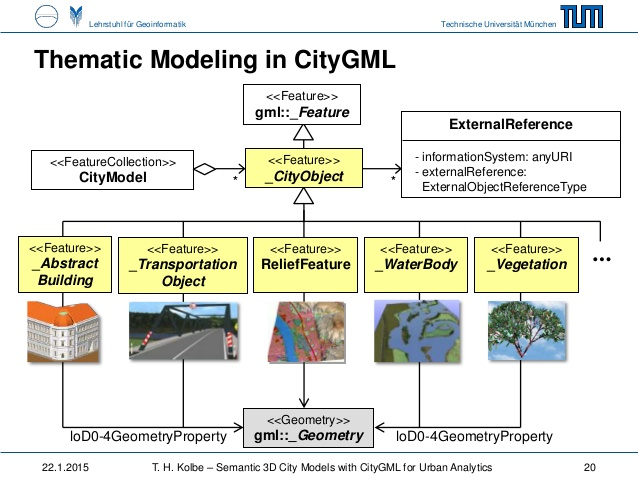 Lehrstuhl für Geoinformatik
Technische Universität München
TUM
Thematic Modeling in CityGML
<<Feature>>
gml::_Feature
ExternalReference
- informationSystem: anyURI
- externalReference:
ExternalObjectReferenceType
<<FeatureCollection>>
CityModel
*
<<Feature>>
_CityObject
*
<<Feature>>
_Abstract
Building
<<Feature>>
_Transportation
Object
<<Feature>>
ReliefFeature
<<Feature>>
_WaterBody
<<Feature>>
_Vegetation
...
loD0-4GeometryProperty
<<Geometry>>
gml::_Geometry
loD0-4GeometryProperty
22.1.2015
T. H. Kolbe – Semantic 3D City Models with CityGML for Urban Analytics
20